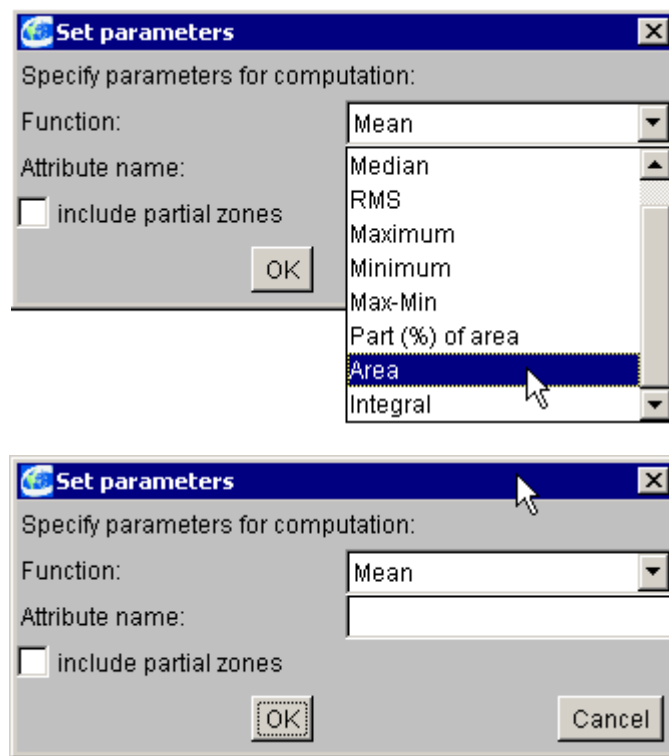 Set parameters
Specify parameters for computation:
Function: Mean
Attribute name: Median
include partial zones RMS
Maximum
OK Minimum
Max-Min
Part (%) of area
Area
Integral
Set parameters
Specify parameters for computation:
Function: Mean
Attribute name:
include partial zones
OK Cancel